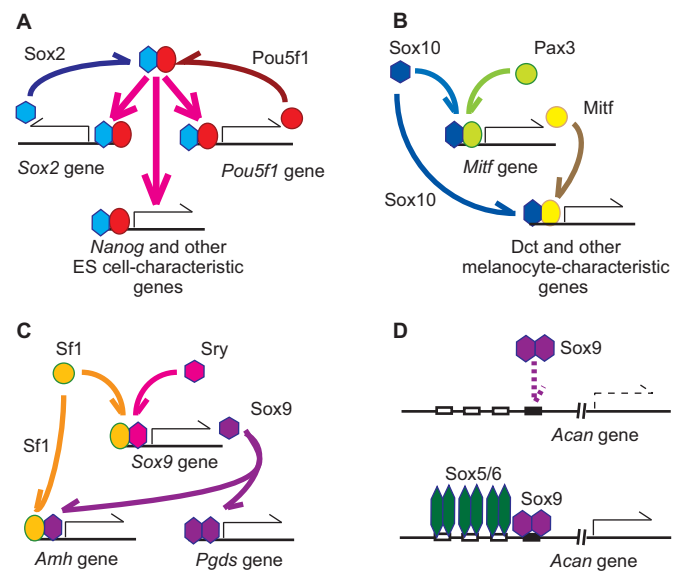 A
Sox2
Pou5f1
Sox2 gene
Pou5f1 gene
Nanog and other
ES cell-characteristic
genes
B
Sox10
Pax3
Mitf
Mitf gene
Sox10
Dct and other
melanocyte-characteristic
genes
C
Sf1
Sry
Sox9
Sf1
Sox9 gene
Amh gene
Pgds gene
D
Sox9
Acan gene
Sox5/6
Sox9
Acan gene